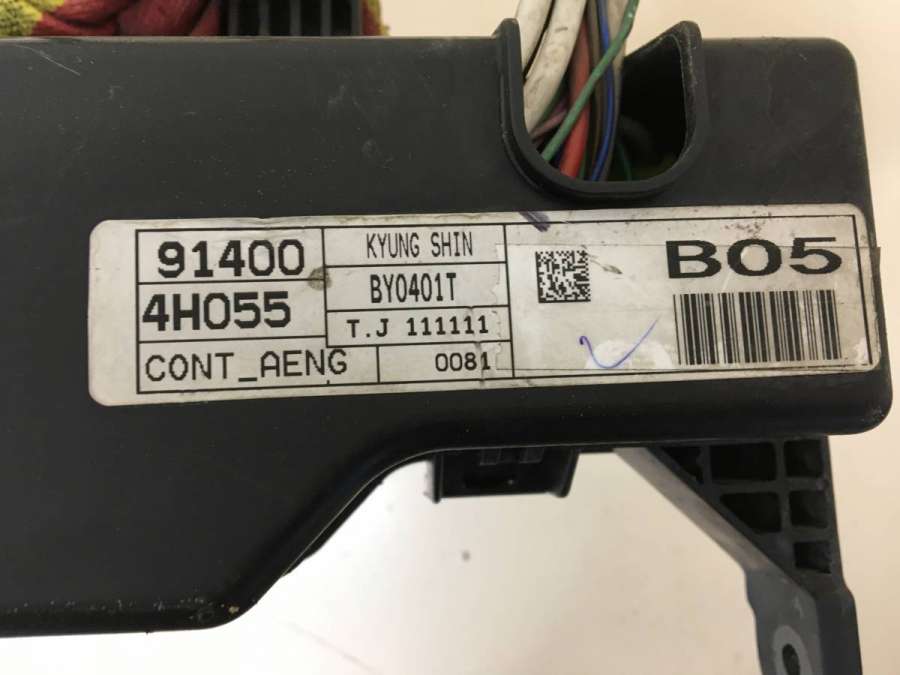 91400
4H055
CONT_AENG
KYUNG SHIN
BY0401T
T.J 111111
0081
B05